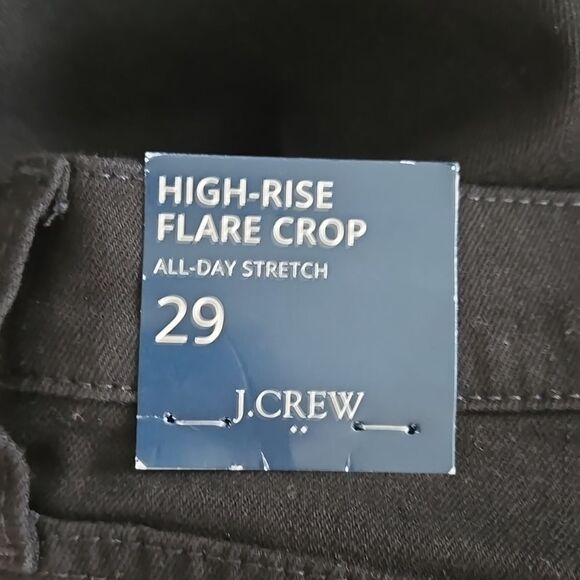 HIGH-RISE
FLARE CROP
ALL-DAY STRETCH
29
J.CREW